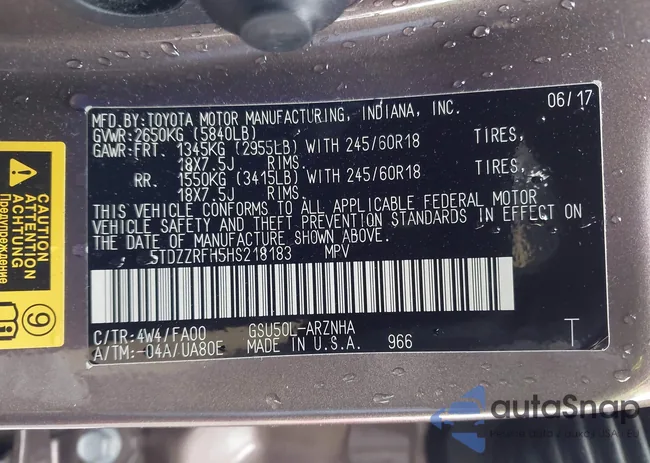 MFD.BY:TOYOTA MOTOR MANUFACTURING, INDIANA, INC. 06/17
GVWR:2650KG (5840LB)
GAWR:FRT. 1345KG (2955LB) WITH 245/60R18 TIRES,
18X7.5J RIMS.
RR. 1550KG (3415LB) WITH 245/60R18 TIRES,
18X7.5J RIMS.
THIS VEHICLE CONFORMS TO ALL APPLICABLE FEDERAL MOTOR
VEHICLE SAFETY AND THEFT PREVENTION STANDARDS IN EFFECT ON
THE DATE OF MANUFACTURE SHOWN ABOVE.
5TDZZRFH5HS218183 MPV
C/TR:4W4/FA00 GSU50L-ARZNHA T
A/TM:-04A/UA80E MADE IN U.S.A. 966
CAUTION
ATTENTION
ACHTUNG
Предупреждение
9
autoSnap